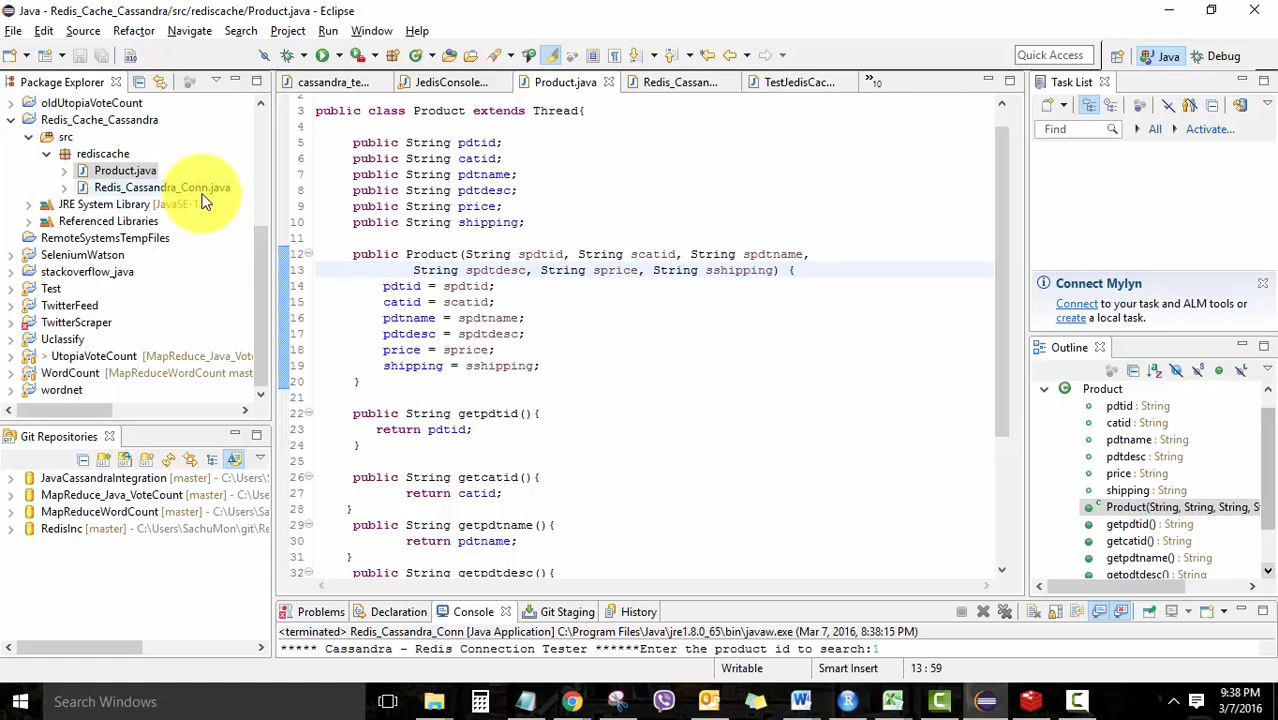 Java - Redis_Cache_Cassandra/src/rediscache/Product.java - Eclipse
File Edit Source Refactor Navigate Search Project Run Window Help
Quick Access
Java
Debug
Package Explorer
oldUtopiaVoteCount
Redis_Cache_Cassandra
src
rediscache
Product.java
Redis_Cassandra_Conn.java
JRE System Library [JavaSE-1
Referenced Libraries
RemoteSystemsTempFiles
SeleniumWatson
stackoverflow_java
Test
TwitterFeed
TwitterScraper
Uclassify
> UtopiaVoteCount [MapReduce_Java_Vot
WordCount [MapReduceWordCount mast
wordnet
Git Repositories
JavaCassandraIntegration [master] - C:\Users\S
MapReduce_Java_VoteCount [master] - C:\User
MapReduceWordCount [master] - C:\Users\Sac
RedisInc [master] - C:\Users\SachuMon\git\Re
cassandra_te...
JedisConsole...
Product.java
Redis_Cassan...
TestJedisCac...
»10
2
3 public class Product extends Thread{
4
5 public String pdtid;
6 public String catid;
7 public String pdtname;
8 public String pdtdesc;
9 public String price;
10 public String shipping;
11
12 public Product(String spdtid, String scatid, String spdtname,
13 String spdtdesc, String sprice, String sshipping) {
14 pdtid = spdtid;
15 catid = scatid;
16 pdtname = spdtname;
17 pdtdesc = spdtdesc;
18 price = sprice;
19 shipping = sshipping;
20 }
21
22 public String getpdtid(){
23 return pdtid;
24 }
25
26 public String getcatid(){
27 return catid;
28 }
29 public String getpdtname(){
30 return pdtname;
31 }
32 public String getpdtdesc(){
Task List
Find
All
Activate...
Connect Mylyn
Connect to your task and ALM tools or
create a local task.
Outline
Product
pdtid : String
catid : String
pdtname : String
pdtdesc : String
price : String
shipping : String
Product(String, String, String, S
getpdtid() : String
getcatid() : String
getpdtname() : String
getpdtdesc() : String
Problems
Declaration
Console
Git Staging
History
<terminated> Redis_Cassandra_Conn [Java Application] C:\Program Files\Java\jre1.8.0_65\bin\javaw.exe (Mar 7, 2016, 8:38:15 PM)
***** Cassandra - Redis Connection Tester ******Enter the product id to search:1
Writable
Smart Insert
13 : 59
Search Windows
9:38 PM
3/7/2016